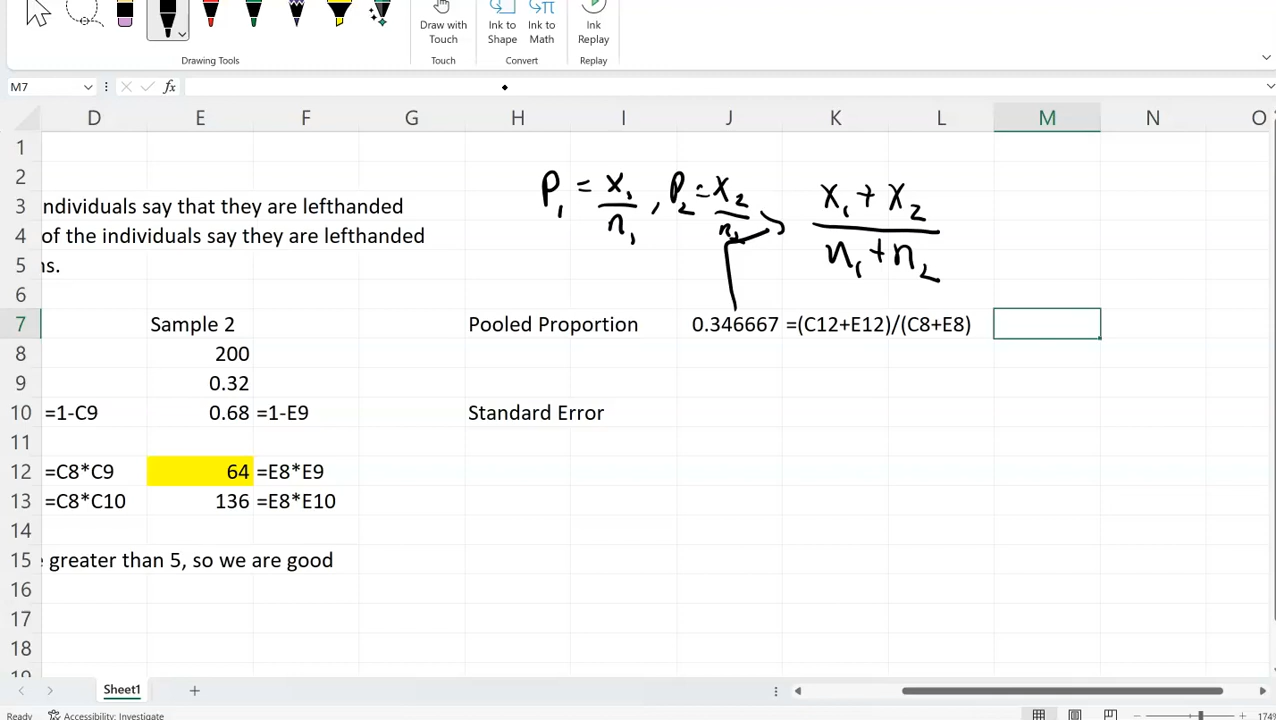 Draw with Touch
Ink to Shape
Ink to Math
Ink Replay
Drawing Tools
Touch
Convert
Replay
M7
fx
D E F G H I J K L M N O
1
2
P₁ = x₁/n₁ , P₂ = x₂/n₂
(x₁ + x₂)/(n₁ + n₂)
3 ndividuals say that they are lefthanded
4 of the individuals say they are lefthanded
5 ns.
6
7 Sample 2 Pooled Proportion 0.346667 =(C12+E12)/(C8+E8)
8 200
9 0.32
10 =1-C9 0.68 =1-E9 Standard Error
11
12 =C8*C9 64 =E8*E9
13 =C8*C10 136 =E8*E10
14
15 greater than 5, so we are good
16
17
18
19
Sheet1
Ready Accessibility: Investigate 174%